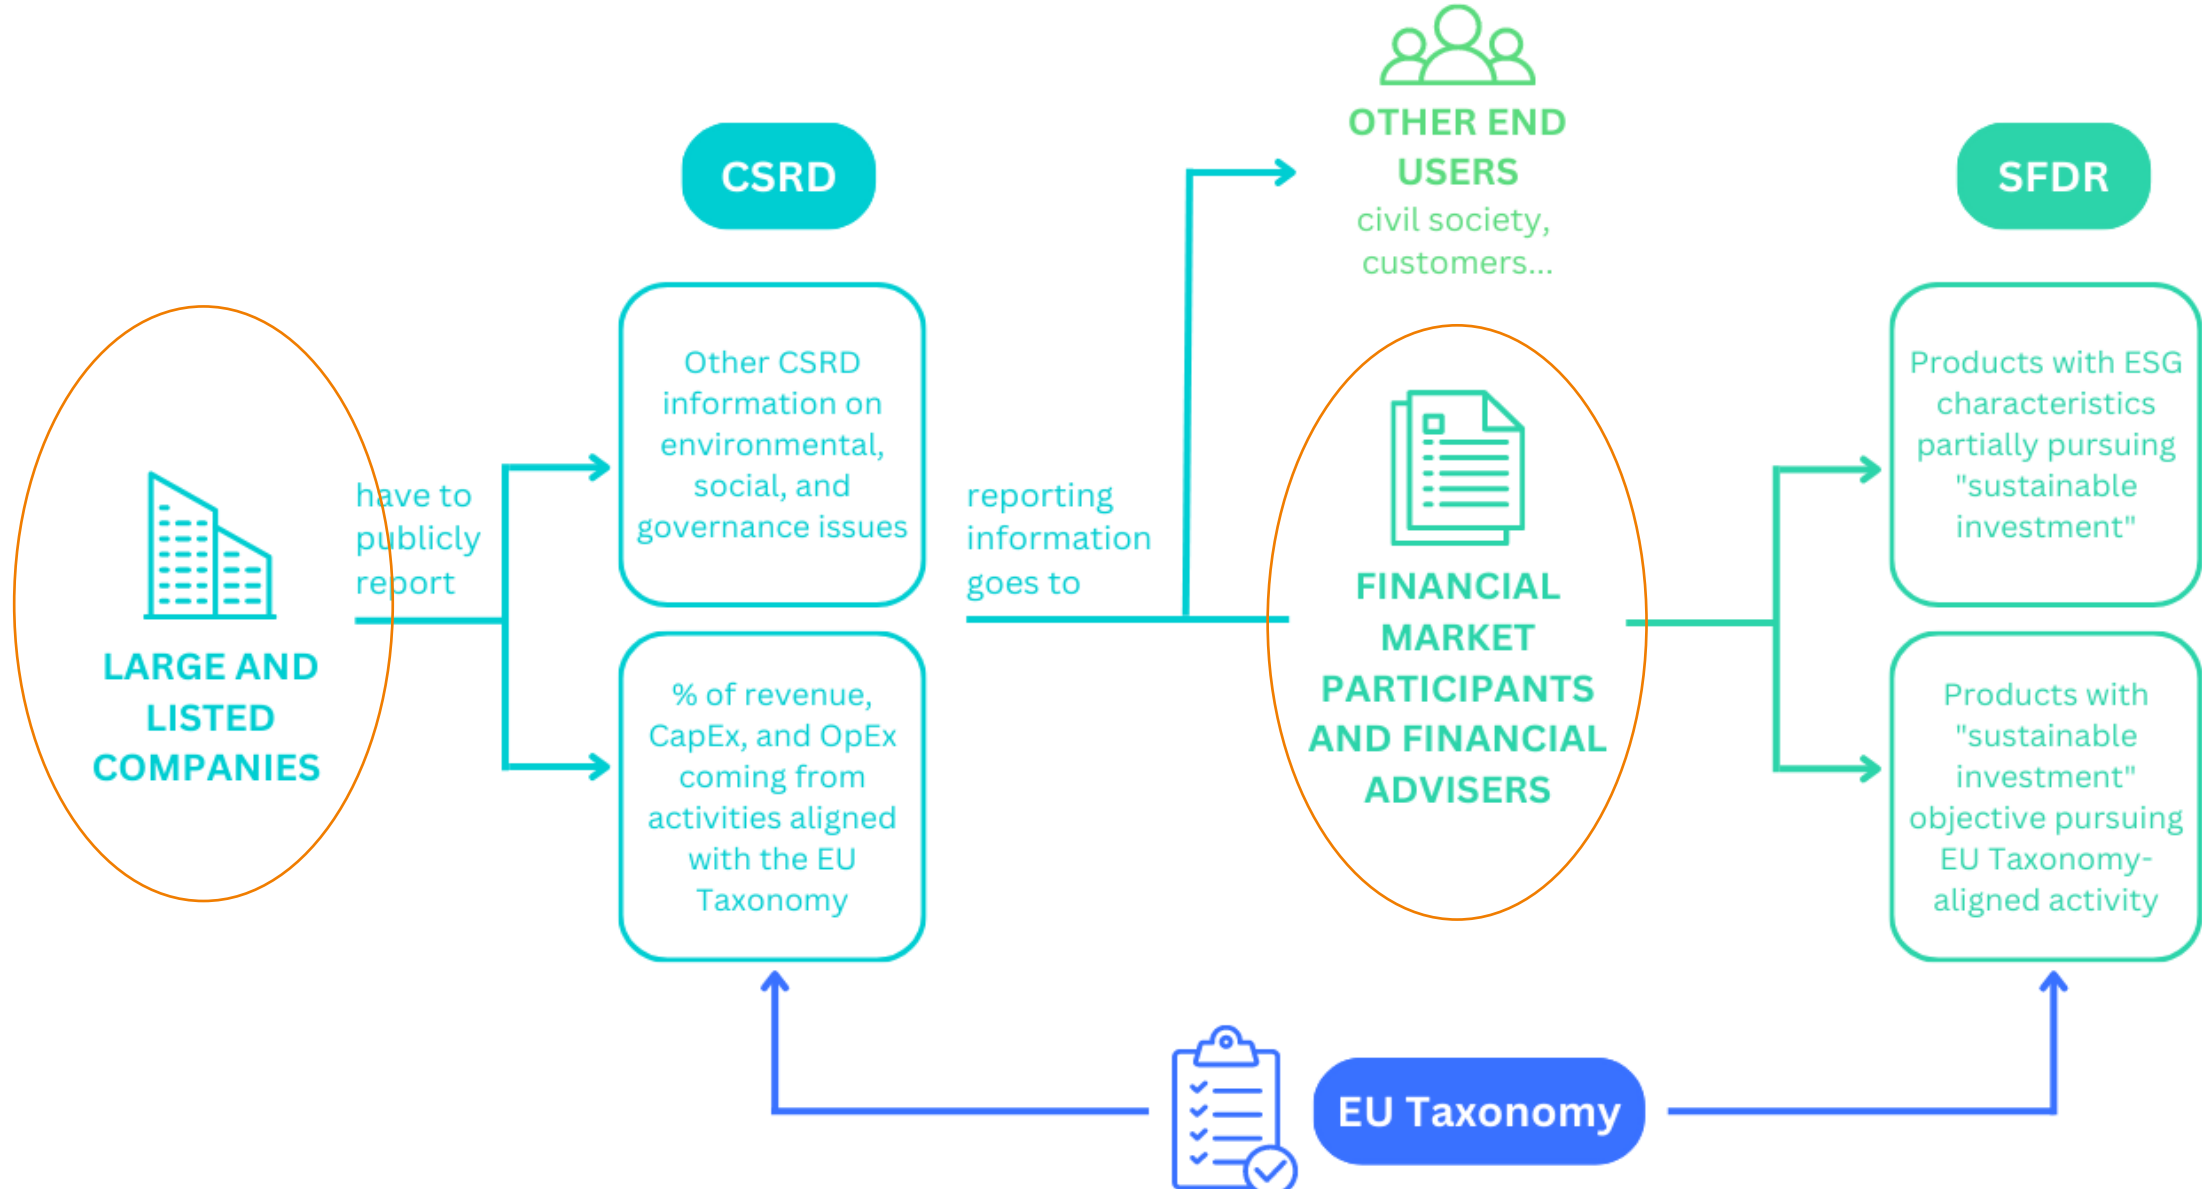 CSRD
OTHER END
USERS
civil society,
customers...
SFDR
LARGE AND
LISTED
COMPANIES
have to
publicly
report
Other CSRD
information on
environmental,
social, and
governance issues
% of revenue,
CapEx, and OpEx
coming from
activities aligned
with the EU
Taxonomy
reporting
information
goes to
FINANCIAL
MARKET
PARTICIPANTS
AND FINANCIAL
ADVISERS
Products with ESG
characteristics
partially pursuing
"sustainable
investment"
Products with
"sustainable
investment"
objective pursuing
EU Taxonomy-
aligned activity
EU Taxonomy